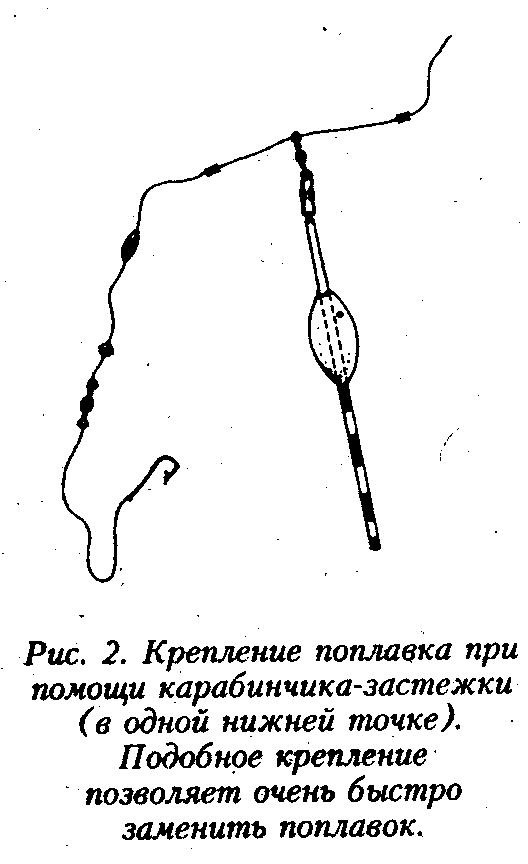 Рис. 2. Крепление поплавка при
помощи карабинчика-застежки
(в одной нижней точке).
Подобное крепление
позволяет очень быстро
заменить поплавок.